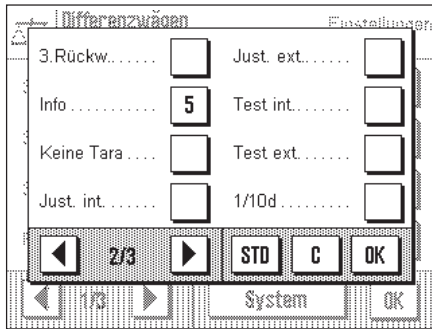 Differenzwägen Einstellungen
3.Rückw....... Just. ext.......
Info........... 5 Test int........
Keine Tara.... Test ext.......
Just. int....... 1/10d...........
2/3 STD C OK
1/3 System OK